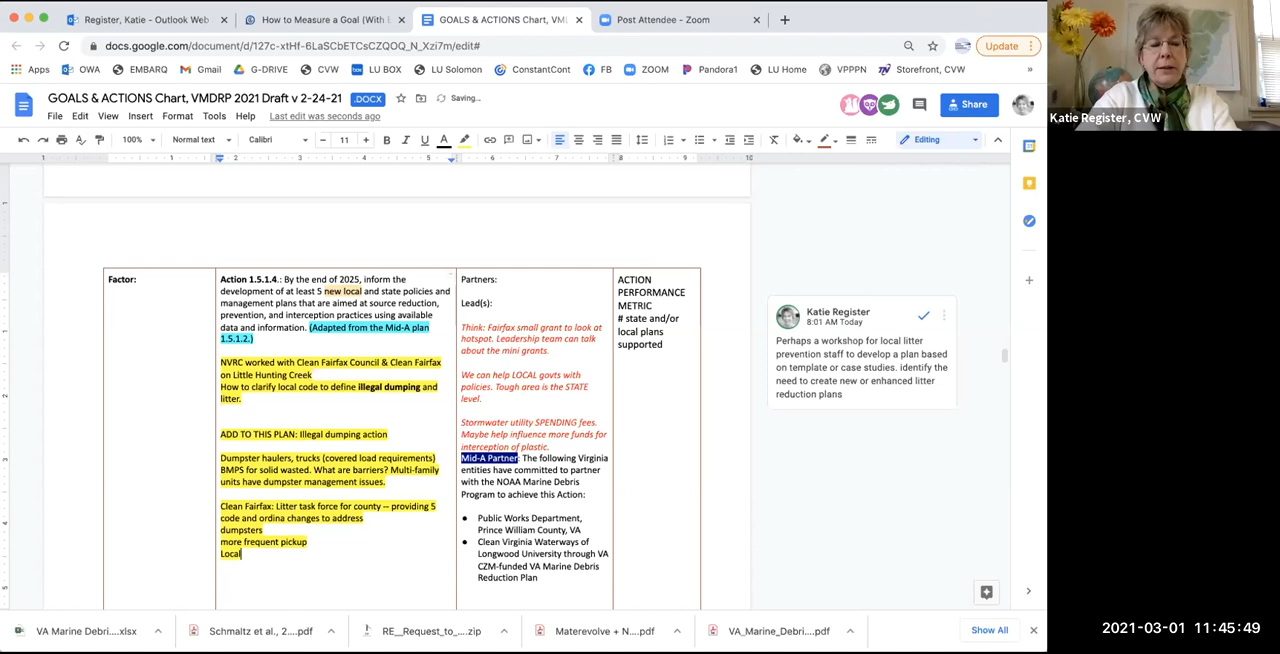 Register, Katie - Outlook Web
How to Measure a Goal (With I
GOALS & ACTIONS Chart, VM
Post Attendee - Zoom
docs.google.com/document/d/127c-xtHf-6LaSCbETCsCZQOQ_N_Xzi7m/edit#
Update
Apps
OWA
EMBARQ
Gmail
G-DRIVE
CVW
LU BOX
LU Solomon
ConstantCont
FB
ZOOM
Pandora1
LU Home
VPPPN
Storefront, CVW
»
GOALS & ACTIONS Chart, VMDRP 2021 Draft v 2-24-21
.DOCX
Saving...
File Edit View Insert Format Tools Help
Last edit was seconds ago
Share
100%
Normal text
Calibri
11
Editing
Factor:
Action 1.5.1.4.: By the end of 2025, inform the
development of at least 5 new local and state policies and
management plans that are aimed at source reduction,
prevention, and interception practices using available
data and information. (Adapted from the Mid-A plan
1.5.1.2.)
NVRC worked with Clean Fairfax Council & Clean Fairfax
on Little Hunting Creek
How to clarify local code to define illegal dumping and
litter.
ADD TO THIS PLAN: Illegal dumping action
Dumpster haulers, trucks (covered load requirements)
BMPS for solid wasted. What are barriers? Multi-family
units have dumpster management issues.
Clean Fairfax: Litter task force for county -- providing 5
code and ordina changes to address
dumpsters
more frequent pickup
Local
Partners:
Lead(s):
Think: Fairfax small grant to look at
hotspot. Leadership team can talk
about the mini grants.
We can help LOCAL govts with
policies. Tough area is the STATE
level.
Stormwater utility SPENDING fees.
Maybe help influence more funds for
interception of plastic.
Mid-A Partner: The following Virginia
entities have committed to partner
with the NOAA Marine Debris
Program to achieve this Action:
● Public Works Department,
Prince William County, VA
● Clean Virginia Waterways of
Longwood University through VA
CZM-funded VA Marine Debris
Reduction Plan
ACTION
PERFORMANCE
METRIC
# state and/or
local plans
supported
Katie Register
8:01 AM Today
Perhaps a workshop for local litter
prevention staff to develop a plan based
on template or case studies. identify the
need to create new or enhanced litter
reduction plans
Katie Register, CVW
VA Marine Debri....xlsx
Schmaltz et al., 2....pdf
RE__Request_to_....zip
Materevolve + N....pdf
VA_Marine_Debri....pdf
Show All
2021-03-01 11:45:49